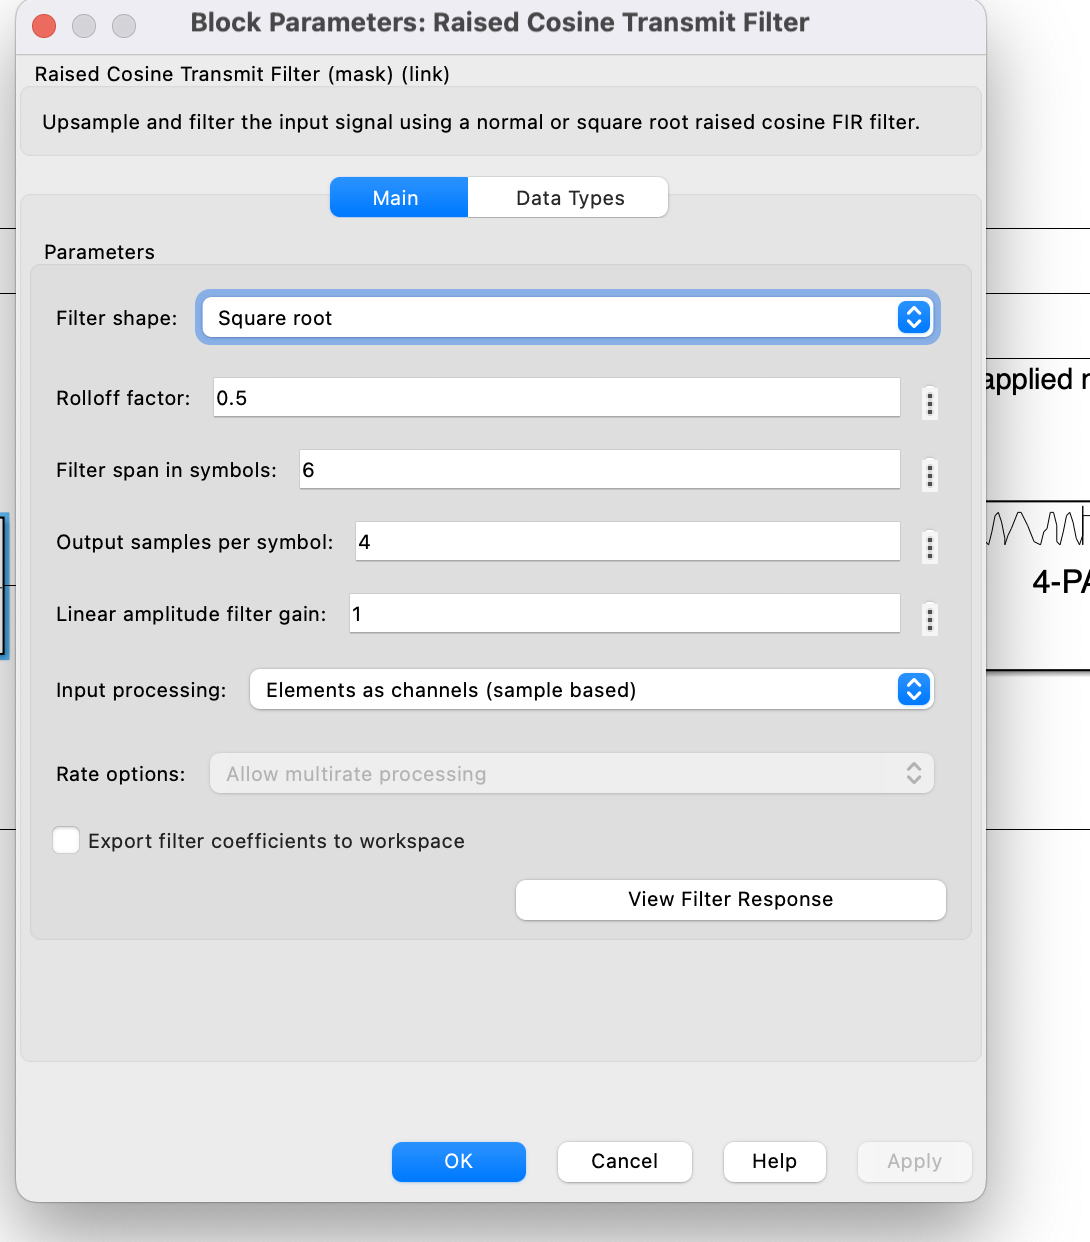 Block Parameters: Raised Cosine Transmit Filter
Raised Cosine Transmit Filter (mask) (link)
Upsample and filter the input signal using a normal or square root raised cosine FIR filter.
Main Data Types
Parameters
Filter shape: Square root
applied
Rolloff factor: 0.5
Filter span in symbols: 6
Output samples per symbol: 4
4-PA
Linear amplitude filter gain: 1
Input processing: Elements as channels (sample based)
Rate options: Allow multirate processing
Export filter coefficients to workspace
View Filter Response
OK Cancel Help Apply